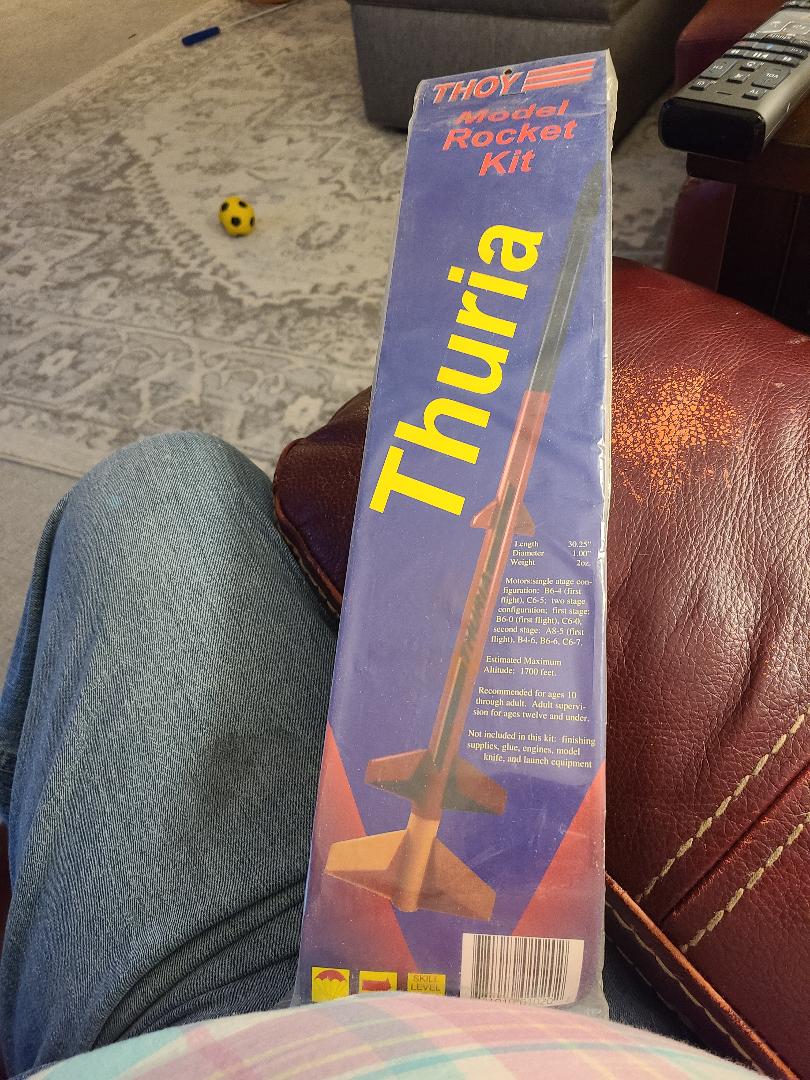 THOY
Model
Rocket
Kit
Thuria
Length 30.25"
Diameter 1.00"
Weight 2oz.
Motors:single atage con-
figuration: B6-4 (first
flight), C6-5; two stage
configuration; first stage:
B6-0 (first flight), C6-0,
second stage: A8-5 (first
flight), B4-6, B6-6, C6-7.
Estimated Maximum
Altitude: 1700 feet.
Recommended for ages 10
through adult. Adult supervi-
sion for ages twelve and under.
Not included in this kit: finishing
supplies, glue, engines, model
knife, and launch equipment
SKILL
LEVEL